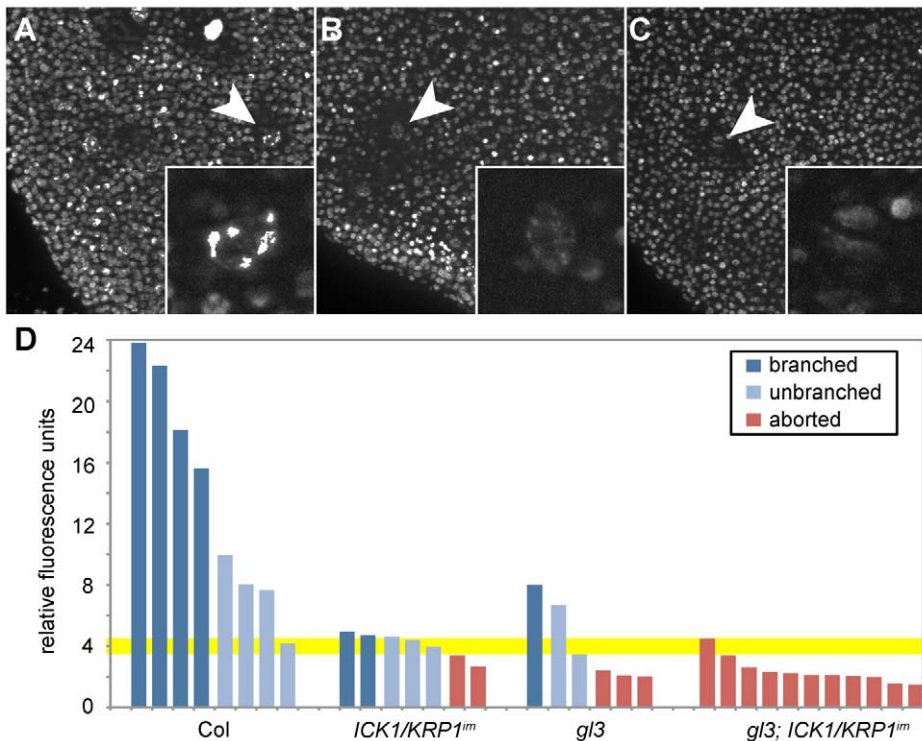 A
B
C
D
24
20
16
12
8
4
0
relative fluorescence units
branched
unbranched
aborted
Col
ICK1/KRP1im
gl3
gl3; ICK1/KRP1im